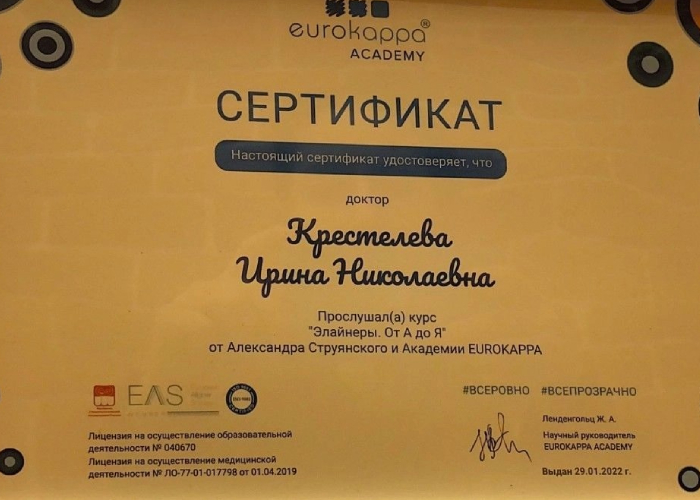 eurokappa®
ACADEMY
СЕРТИФИКАТ
Настоящий сертификат удостоверяет, что
доктор
Крестелева
Ирина Николаевна
Прослушал(а) курс
"Элайнеры. От А до Я"
от Александра Струянского и Академии EUROKAPPA
EAS
#ВСЕРОВНО #ВСЕПРОЗРАЧНО
Ленденгольц Ж. А.
Научный руководитель
EUROKAPPA ACADEMY
Выдан 29.01.2022 г.
Лицензия на осуществление образовательной
деятельности № 040670
Лицензия на осуществление медицинской
деятельности № ЛО-77-01-017798 от 01.04.2019